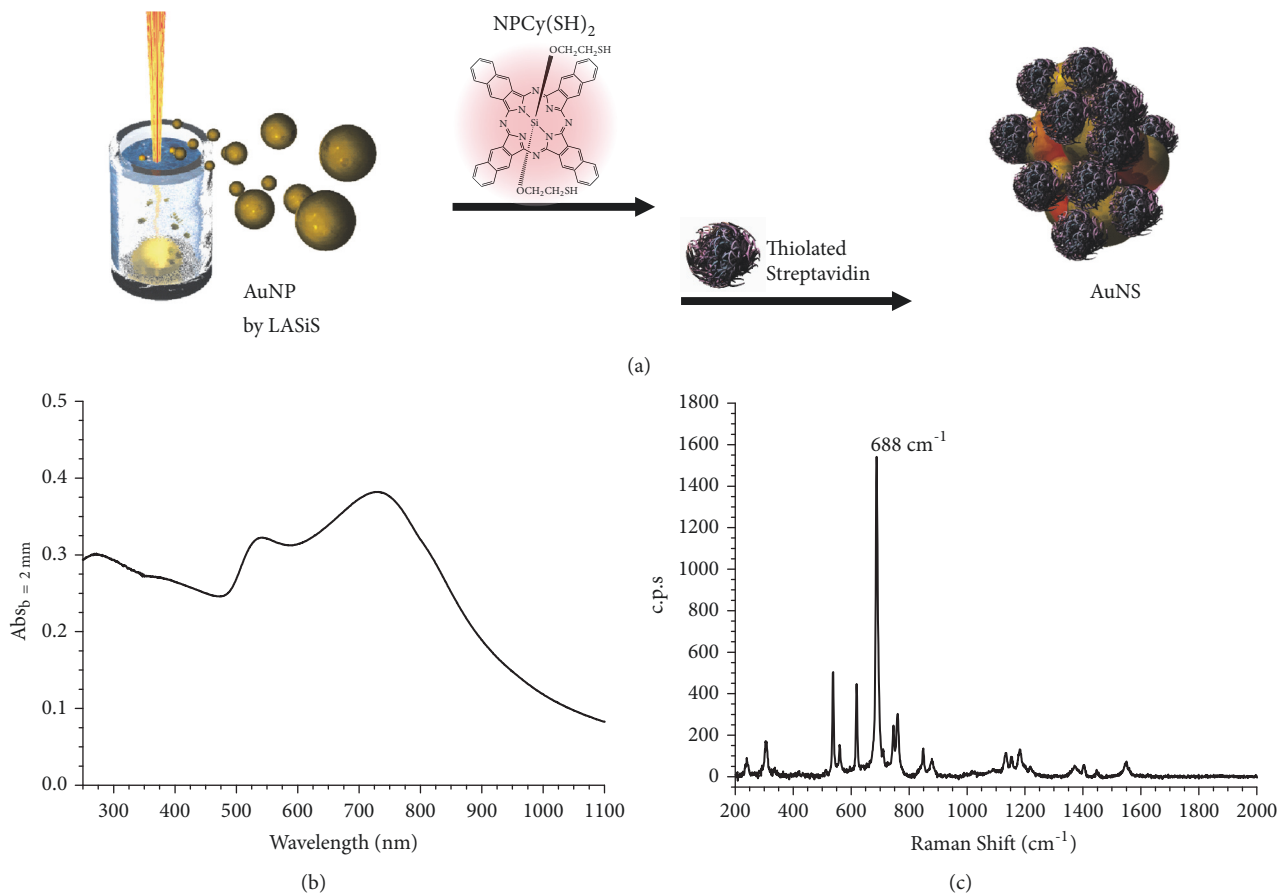 NPCy(SH)2
OCH2CH2SH
N
N
N
N
Si
N
N
N
N
OCH2CH2SH
AuNP
by LASiS
Thiolated
Streptavidin
AuNS
(a)
0.5
0.4
0.3
0.2
0.1
0.0
Abs b = 2 mm
300 400 500 600 700 800 900 1000 1100
Wavelength (nm)
(b)
1800
1600
1400
1200
1000
800
600
400
200
0
c.p.s
688 cm-1
200 400 600 800 1000 1200 1400 1600 1800 2000
Raman Shift (cm-1)
(c)